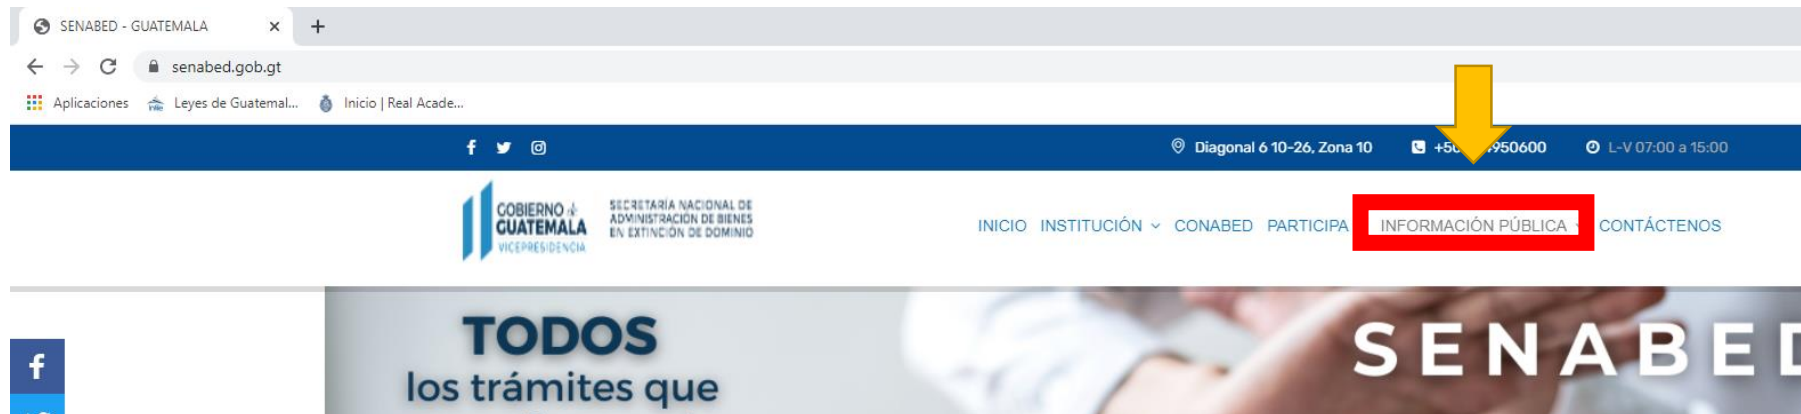 SENABED - GUATEMALA
senabed.gob.gt
Aplicaciones Leyes de Guatemal... Inicio | Real Acade...
Diagonal 6 10-26, Zona 10 950600 L-V 07:00 a 15:00
GOBIERNO de
GUATEMALA
VICEPRESIDENCIA
SECRETARÍA NACIONAL DE
ADMINISTRACIÓN DE BIENES
EN EXTINCIÓN DE DOMINIO
INICIO INSTITUCIÓN CONABED PARTICIPA INFORMACIÓN PÚBLICA CONTÁCTENOS
TODOS
los trámites que
SENABED